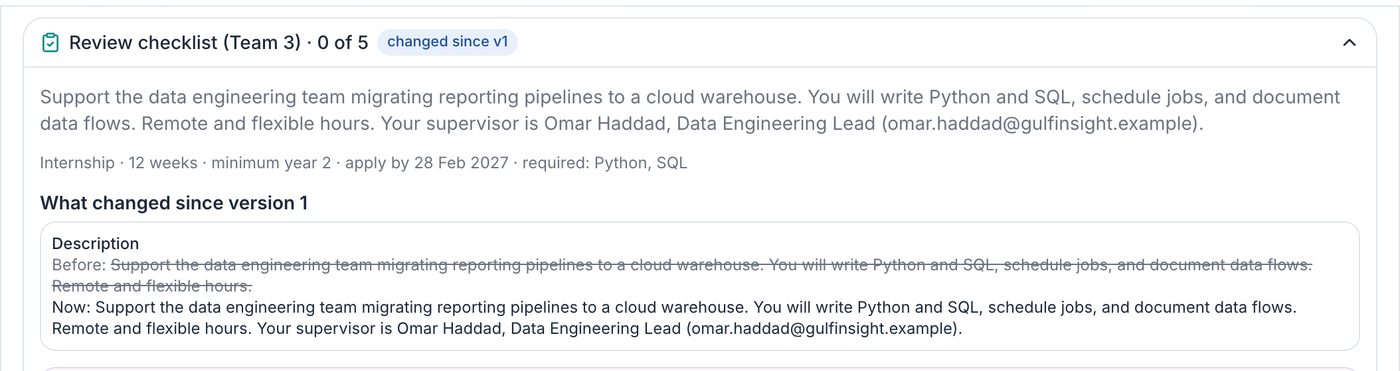 Review checklist (Team 3) · 0 of 5 changed since v1
Support the data engineering team migrating reporting pipelines to a cloud warehouse. You will write Python and SQL, schedule jobs, and document
data flows. Remote and flexible hours. Your supervisor is Omar Haddad, Data Engineering Lead (omar.haddad@gulfinsight.example).
Internship · 12 weeks · minimum year 2 · apply by 28 Feb 2027 · required: Python, SQL
What changed since version 1
Description
Before: Support the data engineering team migrating reporting pipelines to a cloud warehouse. You will write Python and SQL, schedule jobs, and document data flows.
Remote and flexible hours.
Now: Support the data engineering team migrating reporting pipelines to a cloud warehouse. You will write Python and SQL, schedule jobs, and document data flows.
Remote and flexible hours. Your supervisor is Omar Haddad, Data Engineering Lead (omar.haddad@gulfinsight.example).